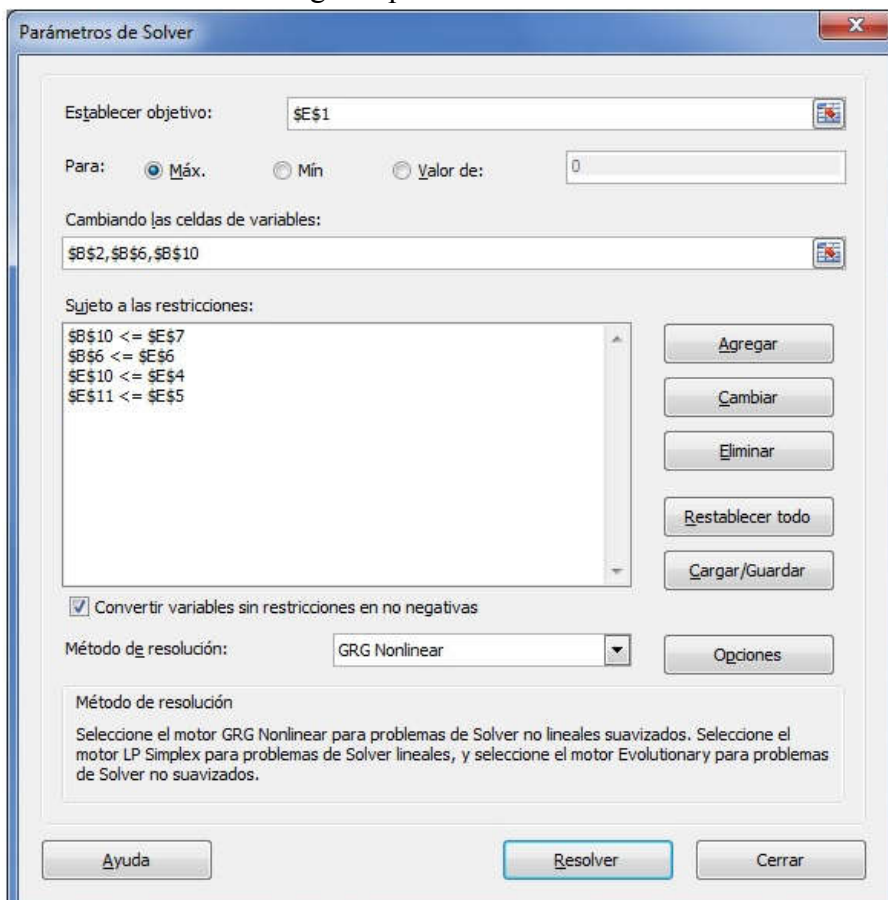 Parámetros de Solver
Establecer objetivo: $E$1
Para: Máx. Mín Valor de: 0
Cambiando las celdas de variables:
$B$2,$B$6,$B$10
Sujeto a las restricciones:
$B$10 <= $E$7
$B$6 <= $E$6
$E$10 <= $E$4
$E$11 <= $E$5
Agregar
Cambiar
Eliminar
Restablecer todo
Cargar/Guardar
Convertir variables sin restricciones en no negativas
Método de resolución: GRG Nonlinear Opciones
Método de resolución
Seleccione el motor GRG Nonlinear para problemas de Solver no lineales suavizados. Seleccione el
motor LP Simplex para problemas de Solver lineales, y seleccione el motor Evolutionary para problemas
de Solver no suavizados.
Ayuda Resolver Cerrar